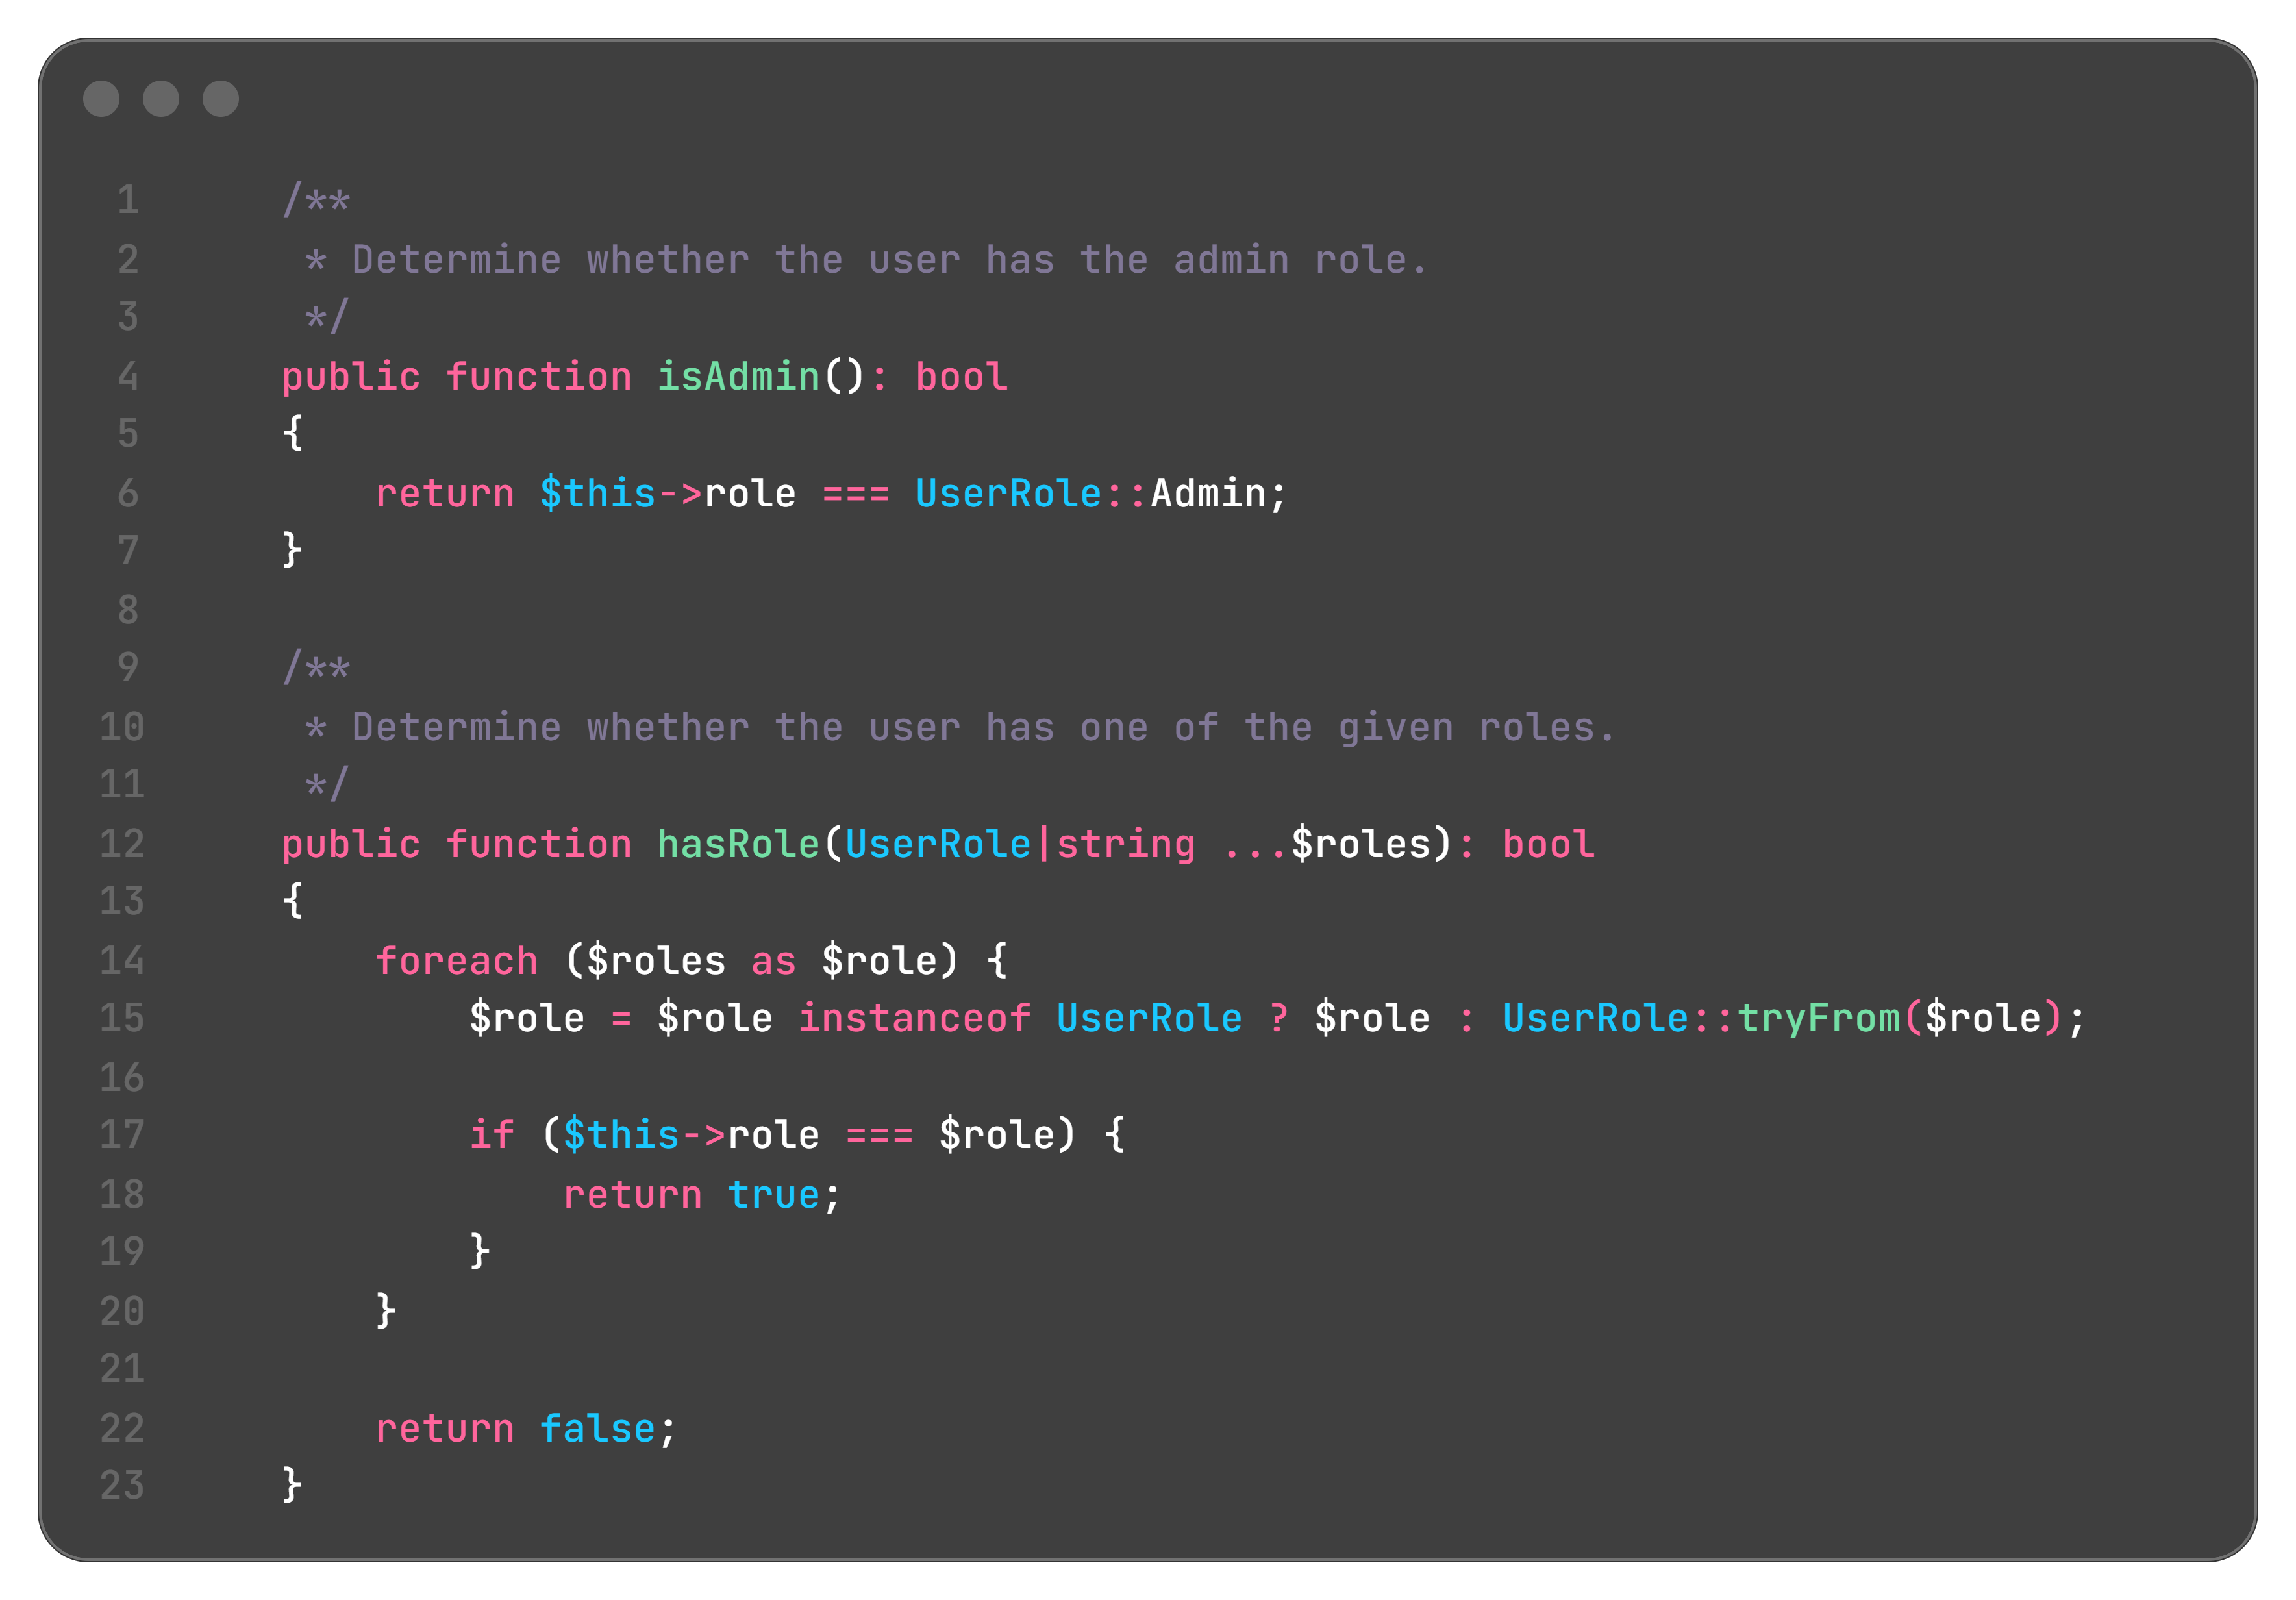 1    /**
2     * Determine whether the user has the admin role.
3     */
4    public function isAdmin(): bool
5    {
6        return $this->role === UserRole::Admin;
7    }
8
9    /**
10     * Determine whether the user has one of the given roles.
11     */
12    public function hasRole(UserRole|string ...$roles): bool
13    {
14        foreach ($roles as $role) {
15            $role = $role instanceof UserRole ? $role : UserRole::tryFrom($role);
16
17            if ($this->role === $role) {
18                return true;
19            }
20        }
21
22        return false;
23    }